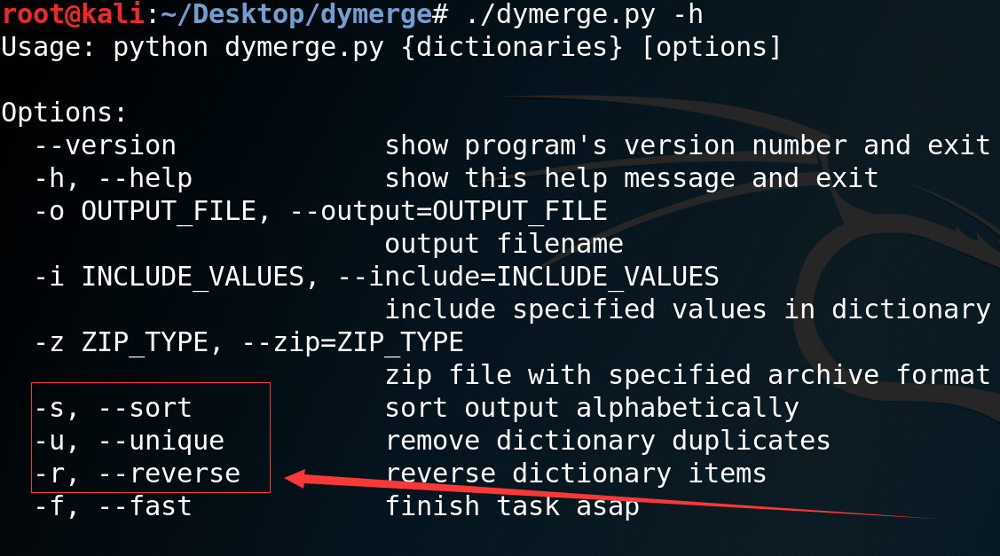 root@kali:~/Desktop/dymerge# ./dymerge.py -h
Usage: python dymerge.py {dictionaries} [options]
Options:
--version show program's version number and exit
-h, --help show this help message and exit
-o OUTPUT_FILE, --output=OUTPUT_FILE
output filename
-i INCLUDE_VALUES, --include=INCLUDE_VALUES
include specified values in dictionary
-z ZIP_TYPE, --zip=ZIP_TYPE
zip file with specified archive format
-s, --sort sort output alphabetically
-u, --unique remove dictionary duplicates
-r, --reverse reverse dictionary items
-f, --fast finish task asap